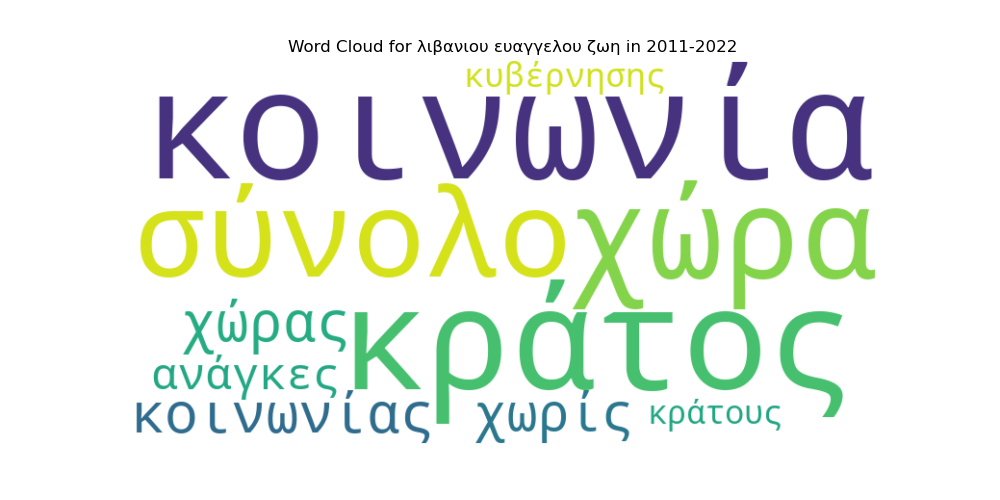 Word Cloud for λιβανιου ευαγγελου ζωη in 2011-2022
κυβέρνησης
κοινωνία
σύνολο χώρα
χώρας κράτος
ανάγκες
κοινωνίας χωρίς κράτους